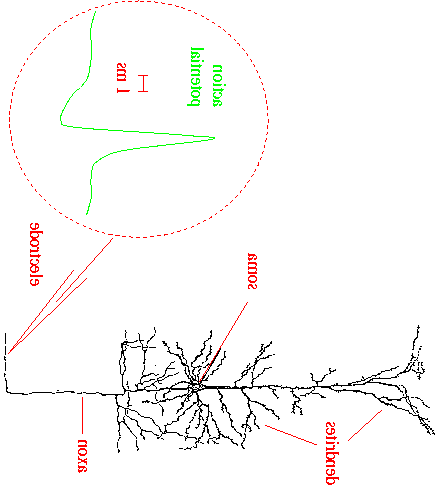 action
potential
1 ms
electrode
soma
axon
dendrites